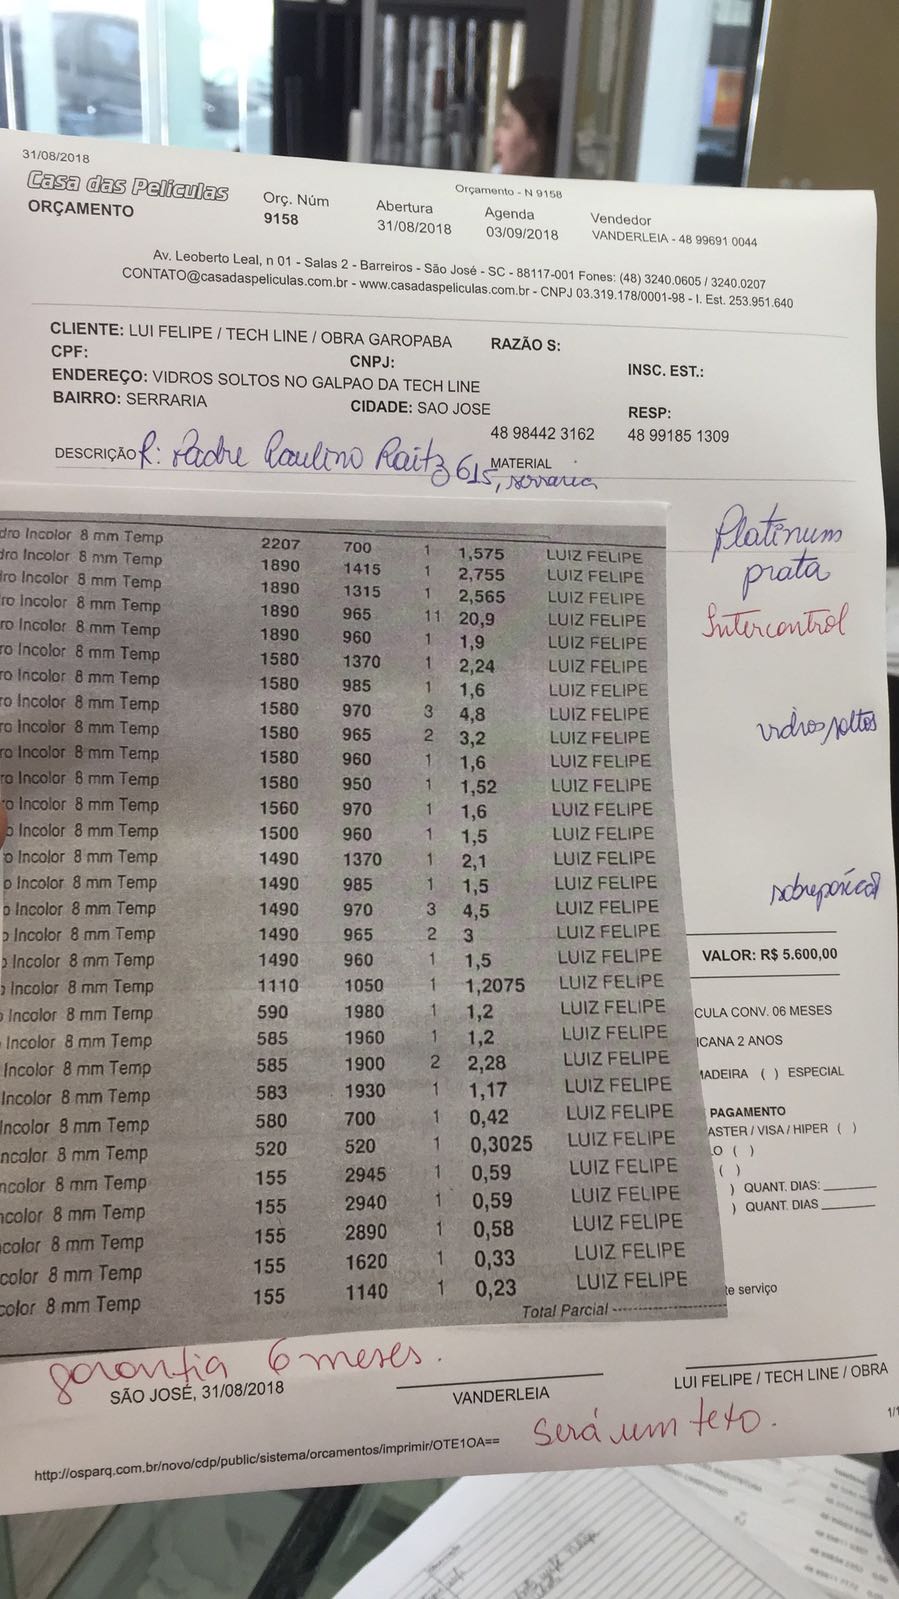 31/08/2018
Orçamento - N 9158
Casa das Películas
ORÇAMENTO
Orç. Núm
9158
Abertura
31/08/2018
Agenda
03/09/2018
Vendedor
VANDERLEIA - 48 99691 0044
Av. Leoberto Leal, n 01 - Salas 2 - Barreiros - São José - SC - 88117-001 Fones: (48) 3240.0605 / 3240.0207
CONTATO@casadaspeliculas.com.br - www.casadaspeliculas.com.br - CNPJ 03.319.178/0001-98 - I. Est. 253.951.640
CLIENTE: LUI FELIPE / TECH LINE / OBRA GAROPABA RAZÃO S:
CPF: CNPJ: INSC. EST.:
ENDEREÇO: VIDROS SOLTOS NO GALPAO DA TECH LINE
BAIRRO: SERRARIA CIDADE: SAO JOSE RESP:
48 98442 3162 48 99185 1309
DESCRIÇÃO R: Padre Paulino Raitz 615, serraria MATERIAL
dro Incolor 8 mm Temp 2207 700 1 1,575 LUIZ FELIPE
dro Incolor 8 mm Temp 1890 1415 1 2,755 LUIZ FELIPE
dro Incolor 8 mm Temp 1890 1315 1 2,565 LUIZ FELIPE
ro Incolor 8 mm Temp 1890 965 11 20,9 LUIZ FELIPE
ro Incolor 8 mm Temp 1890 960 1 1,9 LUIZ FELIPE
ro Incolor 8 mm Temp 1580 1370 1 2,24 LUIZ FELIPE
ro Incolor 8 mm Temp 1580 985 1 1,6 LUIZ FELIPE
ro Incolor 8 mm Temp 1580 970 3 4,8 LUIZ FELIPE
ro Incolor 8 mm Temp 1580 965 2 3,2 LUIZ FELIPE
ro Incolor 8 mm Temp 1580 960 1 1,6 LUIZ FELIPE
ro Incolor 8 mm Temp 1580 950 1 1,52 LUIZ FELIPE
o Incolor 8 mm Temp 1560 970 1 1,6 LUIZ FELIPE
o Incolor 8 mm Temp 1500 960 1 1,5 LUIZ FELIPE
o Incolor 8 mm Temp 1490 1370 1 2,1 LUIZ FELIPE
o Incolor 8 mm Temp 1490 985 1 1,5 LUIZ FELIPE
o Incolor 8 mm Temp 1490 970 3 4,5 LUIZ FELIPE
o Incolor 8 mm Temp 1490 965 2 3 LUIZ FELIPE
o Incolor 8 mm Temp 1490 960 1 1,5 LUIZ FELIPE
o Incolor 8 mm Temp 1110 1050 1 1,2075 LUIZ FELIPE
Incolor 8 mm Temp 590 1980 1 1,2 LUIZ FELIPE
Incolor 8 mm Temp 585 1960 1 1,2 LUIZ FELIPE
Incolor 8 mm Temp 585 1900 2 2,28 LUIZ FELIPE
Incolor 8 mm Temp 583 1930 1 1,17 LUIZ FELIPE
Incolor 8 mm Temp 580 700 1 0,42 LUIZ FELIPE
ncolor 8 mm Temp 520 520 1 0,3025 LUIZ FELIPE
ncolor 8 mm Temp 155 2945 1 0,59 LUIZ FELIPE
ncolor 8 mm Temp 155 2940 1 0,59 LUIZ FELIPE
color 8 mm Temp 155 2890 1 0,58 LUIZ FELIPE
color 8 mm Temp 155 1620 1 0,33 LUIZ FELIPE
color 8 mm Temp 155 1140 1 0,23 LUIZ FELIPE
Total Parcial
Platinum
prata
Intercontrol
vidros soltos
VALOR: R$ 5.600,00
CULA CONV. 06 MESES
ICANA 2 ANOS
MADEIRA ( ) ESPECIAL
PAGAMENTO
ASTER / VISA / HIPER ( )
LO ( )
( )
) QUANT. DIAS:
) QUANT. DIAS
te serviço
garantia 6 meses.
SÃO JOSÉ, 31/08/2018
VANDERLEIA
LUI FELIPE / TECH LINE / OBRA
Será um teto.
1/1
http://osparq.com.br/novo/cdp/public/sistema/orcamentos/imprimir/OTE1OA==